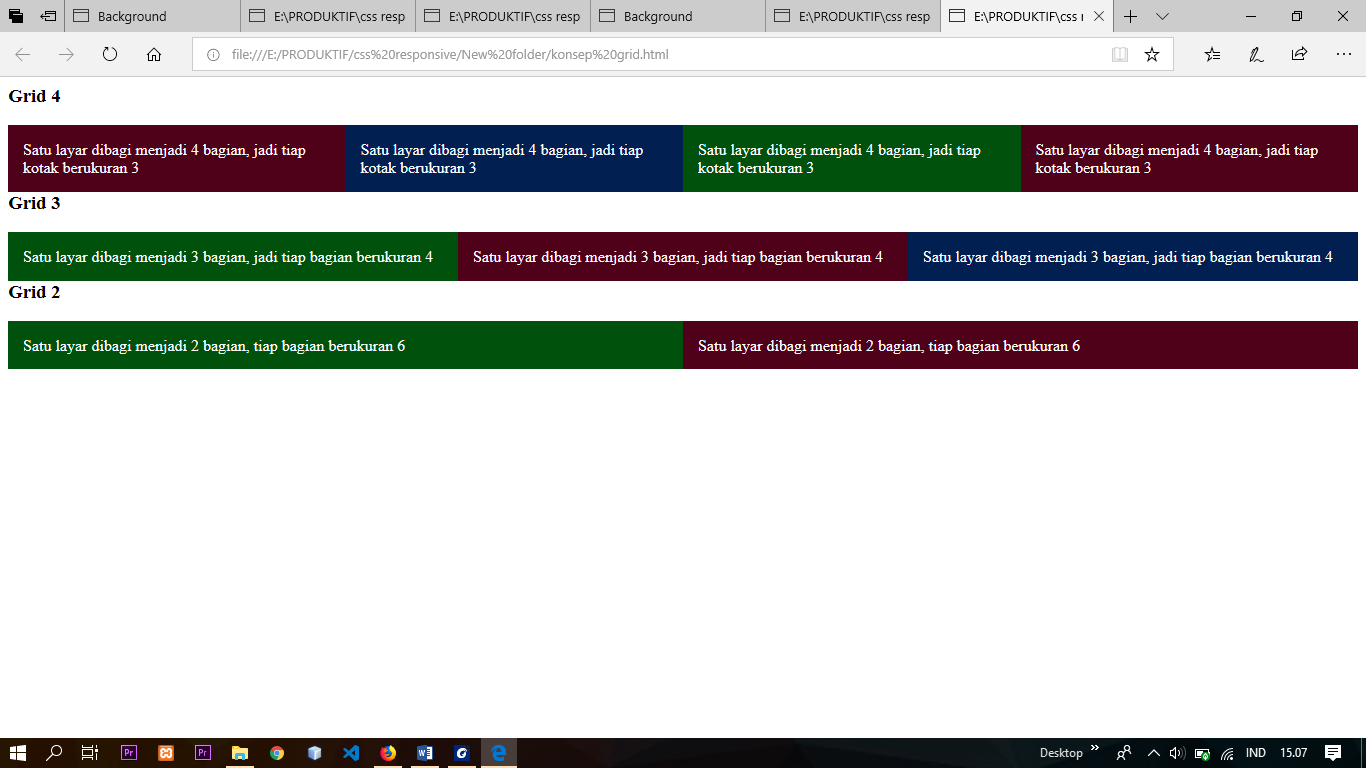 Background
E:\PRODUKTIF\css resp
E:\PRODUKTIF\css resp
Background
E:\PRODUKTIF\css resp
E:\PRODUKTIF\css r
file:///E:/PRODUKTIF/css%20responsive/New%20folder/konsep%20grid.html
Grid 4
Satu layar dibagi menjadi 4 bagian, jadi tiap
kotak berukuran 3
Satu layar dibagi menjadi 4 bagian, jadi tiap
kotak berukuran 3
Satu layar dibagi menjadi 4 bagian, jadi tiap
kotak berukuran 3
Satu layar dibagi menjadi 4 bagian, jadi tiap
kotak berukuran 3
Grid 3
Satu layar dibagi menjadi 3 bagian, jadi tiap bagian berukuran 4
Satu layar dibagi menjadi 3 bagian, jadi tiap bagian berukuran 4
Satu layar dibagi menjadi 3 bagian, jadi tiap bagian berukuran 4
Grid 2
Satu layar dibagi menjadi 2 bagian, tiap bagian berukuran 6
Satu layar dibagi menjadi 2 bagian, tiap bagian berukuran 6
Pr
Pr
Desktop
IND
15.07